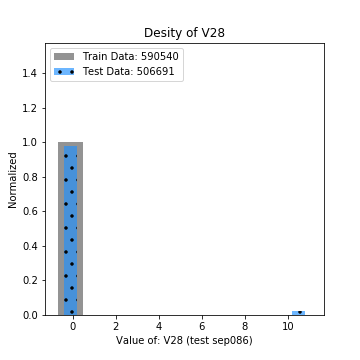 Desity of V28
Train Data: 590540
Test Data: 506691
1.4
1.2
1.0
0.8
0.6
0.4
0.2
0.0
Normalized
0 2 4 6 8 10
Value of: V28 (test sep086)